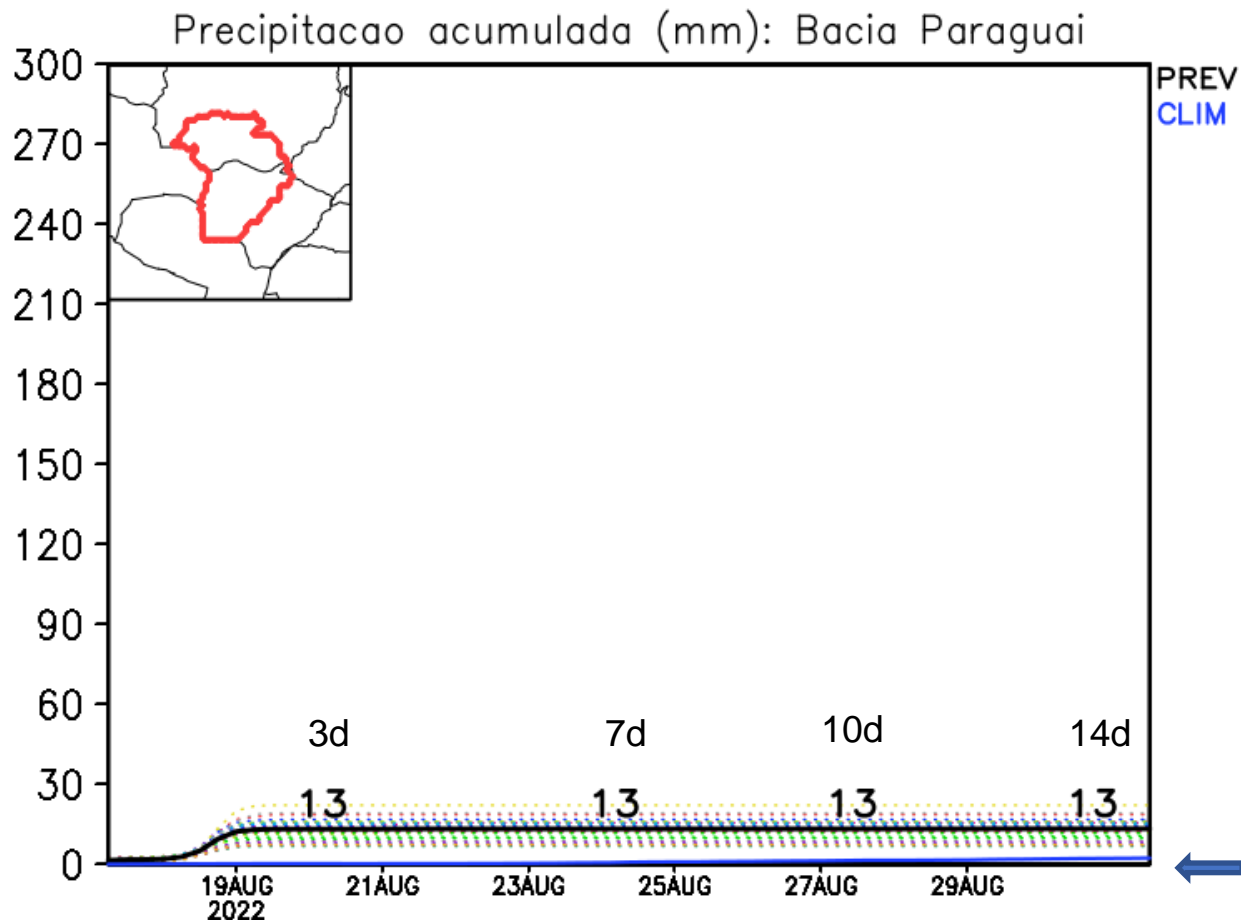 Precipitacao acumulada (mm): Bacia Paraguai
PREV
CLIM
300
270
240
210
180
150
120
90
60
30
0
3d 7d 10d 14d
13 13 13 13
19AUG 21AUG 23AUG 25AUG 27AUG 29AUG
2022